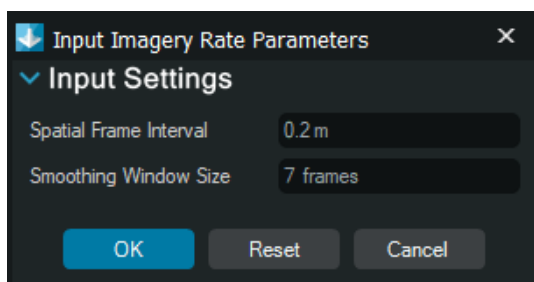 Input Imagery Rate Parameters
Input Settings
Spatial Frame Interval 0.2 m
Smoothing Window Size 7 frames
OK Reset Cancel